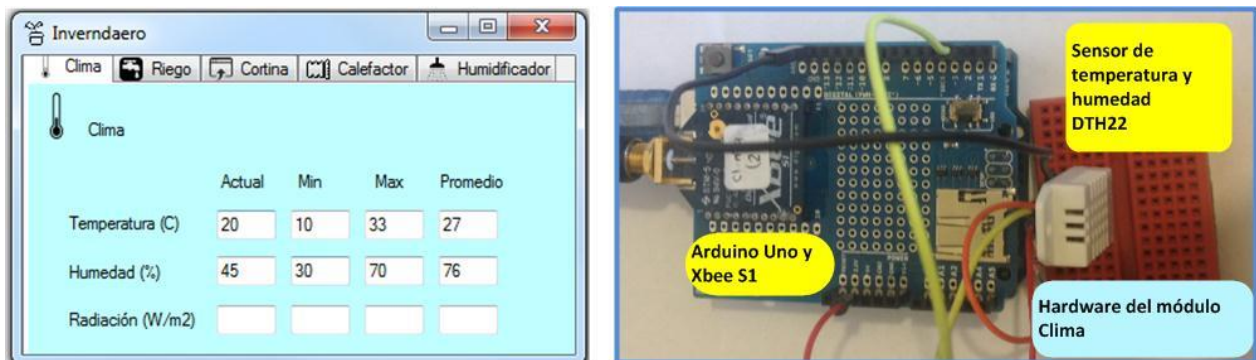 Inverndaero
Clima Riego Cortina Calefactor Humidificador
Clima
Actual Min Max Promedio
Temperatura (C) 20 10 33 27
Humedad (%) 45 30 70 76
Radiación (W/m2)
Sensor de
temperatura y
humedad
DTH22
Arduino Uno y
Xbee S1
Hardware del módulo
Clima